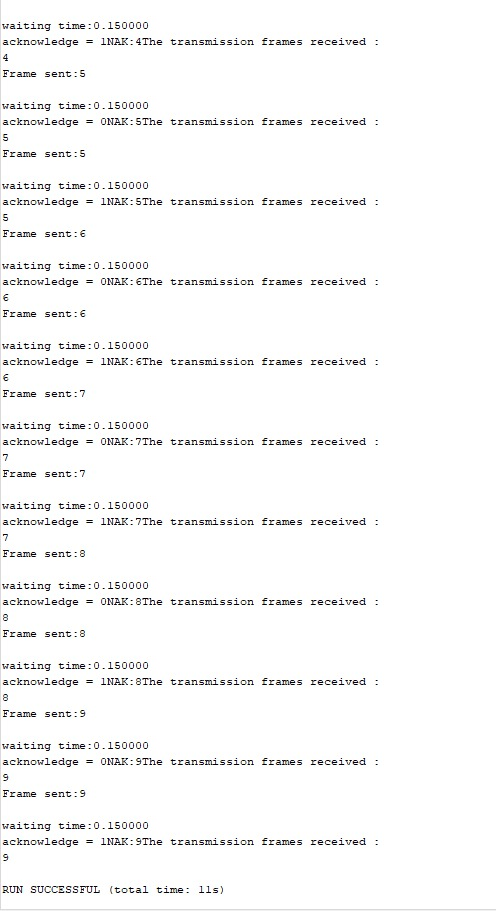 waiting time:0.150000
acknowledge = 1NAK:4The transmission frames received :
4
Frame sent:5
waiting time:0.150000
acknowledge = 0NAK:5The transmission frames received :
5
Frame sent:5
waiting time:0.150000
acknowledge = 1NAK:5The transmission frames received :
5
Frame sent:6
waiting time:0.150000
acknowledge = 0NAK:6The transmission frames received :
6
Frame sent:6
waiting time:0.150000
acknowledge = 1NAK:6The transmission frames received :
6
Frame sent:7
waiting time:0.150000
acknowledge = 0NAK:7The transmission frames received :
7
Frame sent:7
waiting time:0.150000
acknowledge = 1NAK:7The transmission frames received :
7
Frame sent:8
waiting time:0.150000
acknowledge = 0NAK:8The transmission frames received :
8
Frame sent:8
waiting time:0.150000
acknowledge = 1NAK:8The transmission frames received :
8
Frame sent:9
waiting time:0.150000
acknowledge = 0NAK:9The transmission frames received :
9
Frame sent:9
waiting time:0.150000
acknowledge = 1NAK:9The transmission frames received :
9
RUN SUCCESSFUL (total time: 11s)